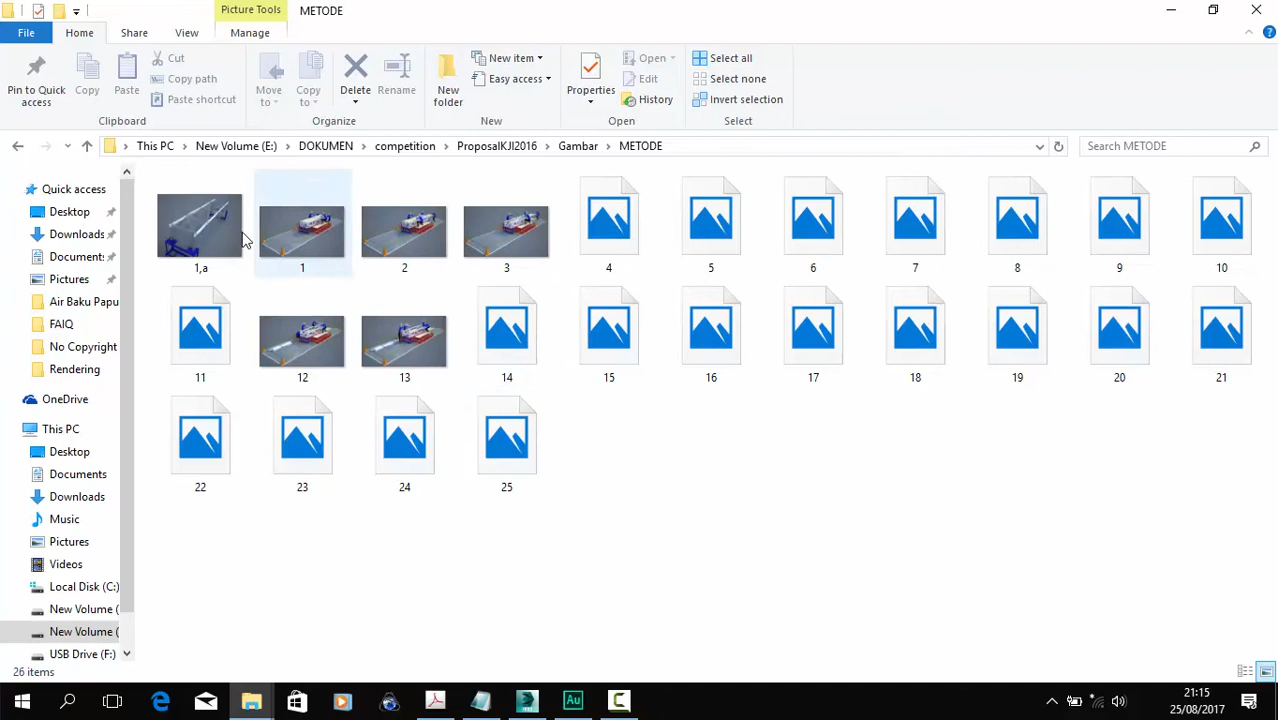 Picture Tools METODE
File Home Share View Manage
Pin to Quick access
Copy
Paste
Cut
Copy path
Paste shortcut
Clipboard
Move to
Copy to
Delete
Rename
Organize
New folder
New item
Easy access
New
Properties
Open
Edit
History
Open
Select all
Select none
Invert selection
Select
This PC New Volume (E:) DOKUMEN competition ProposalKJI2016 Gambar METODE
Search METODE
Quick access
Desktop
Downloads
Document:
Pictures
Air Baku Papu
FAIQ
No Copyright
Rendering
OneDrive
This PC
Desktop
Documents
Downloads
Music
Pictures
Videos
Local Disk (C:)
New Volume (
New Volume (
USB Drive (F:)
1,a 1 2 3 4 5 6 7 8 9 10
11 12 13 14 15 16 17 18 19 20 21
22 23 24 25
26 items
Au
21:15
25/08/2017